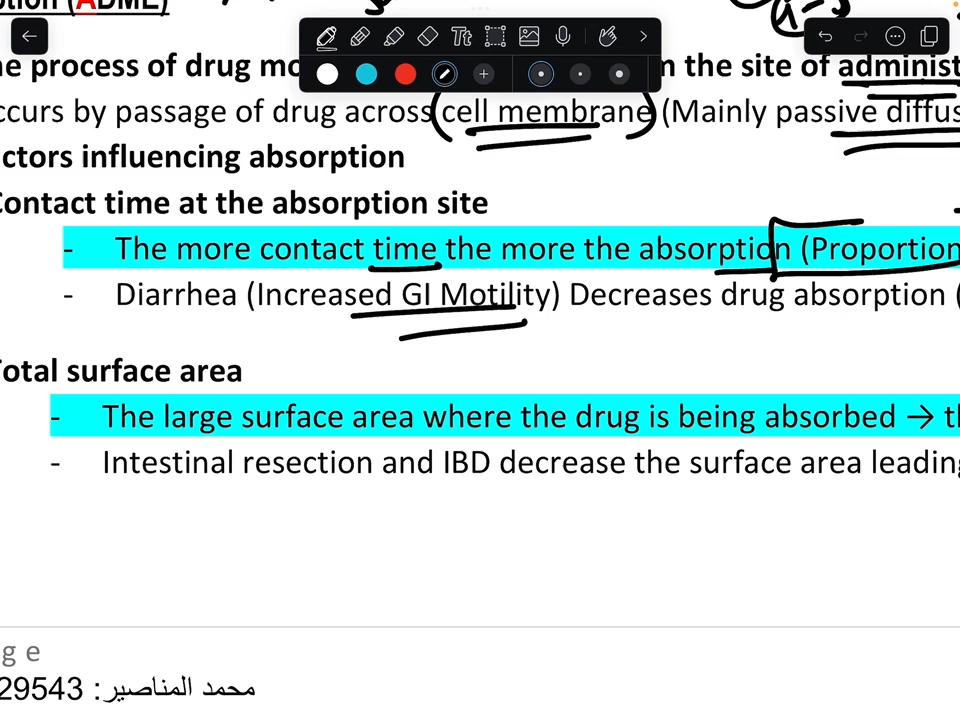 tion (ADME)
he process of drug mo m the site of administ
ccurs by passage of drug across (cell membrane) (Mainly passive diffus
ctors influencing absorption
Contact time at the absorption site
- The more contact time the more the absorption (Proportion
- Diarrhea (Increased GI Motility) Decreases drug absorption (
Total surface area
- The large surface area where the drug is being absorbed → th
- Intestinal resection and IBD decrease the surface area leading
g e
محمد المناصير: 29543